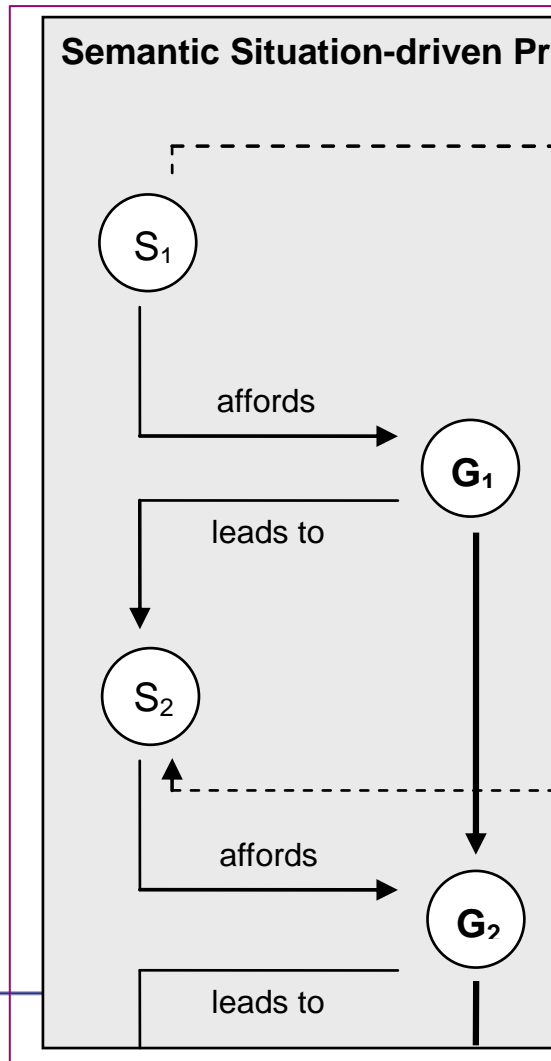 Semantic Situation-driven Pr
S₁
affords
G₁
leads to
S₂
affords
G₂
leads to